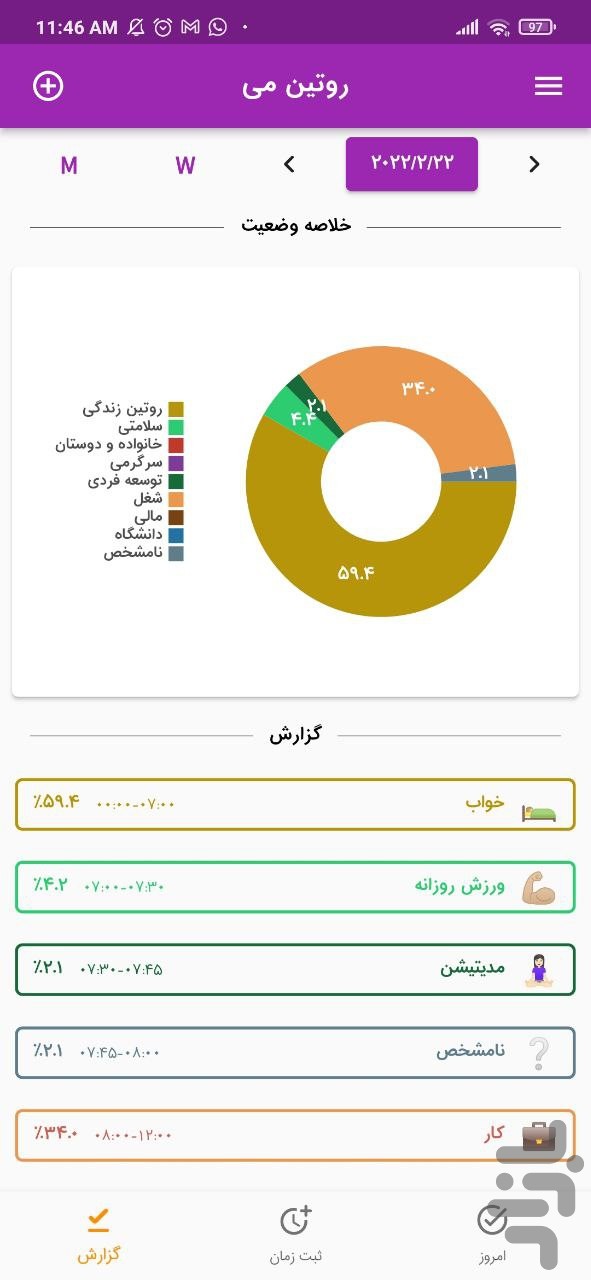 11:46 AM
97
روتین می
۲۰۲۲/۲/۲۲
W
M
خلاصه وضعیت
۳۴.۰
۲.۱
۴.۴
۲.۱
۵۹.۴
روتین زندگی
سلامتی
خانواده و دوستان
سرگرمی
توسعه فردی
شغل
مالی
دانشگاه
نامشخص
گزارش
خواب ۰۰:۰۰-۰۷:۰۰ ٪۵۹.۴
ورزش روزانه ۰۷:۰۰-۰۷:۳۰ ٪۴.۲
مدیتیشن ۰۷:۳۰-۰۷:۴۵ ٪۲.۱
نامشخص ۰۷:۴۵-۰۸:۰۰ ٪۲.۱
کار ۰۸:۰۰-۱۲:۰۰ ٪۳۴.۰
امروز
ثبت زمان
گزارش